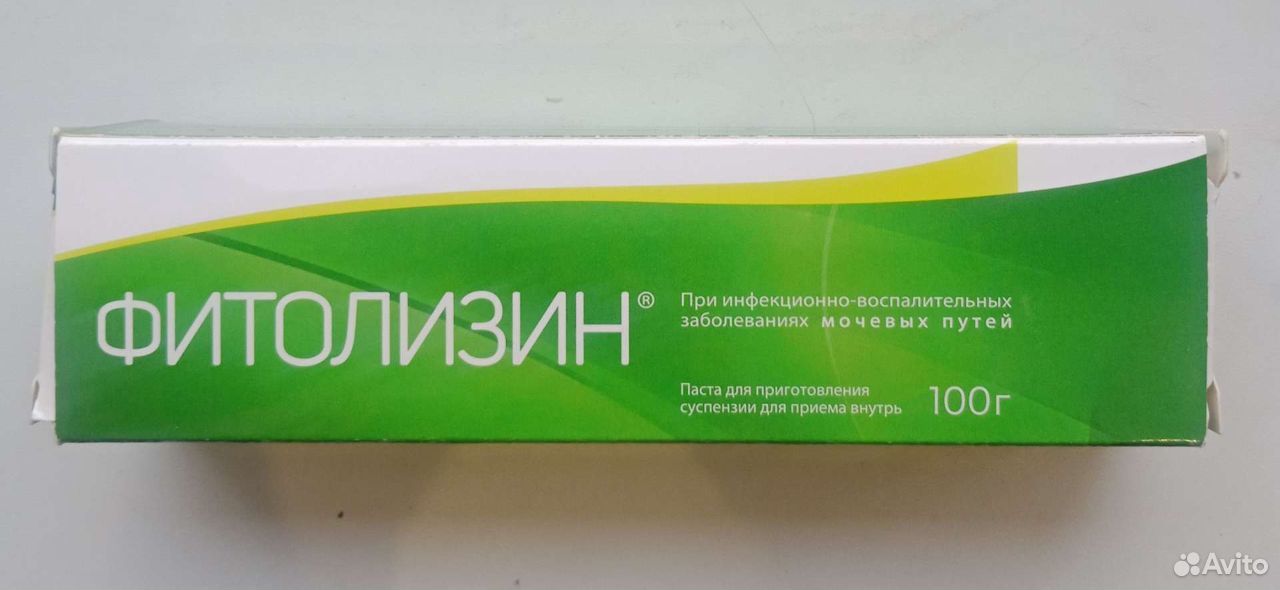 ФИТОЛИЗИН®
При инфекционно-воспалительных
заболеваниях мочевых путей
Паста для приготовления
суспензии для приема внутрь
100г
Avito